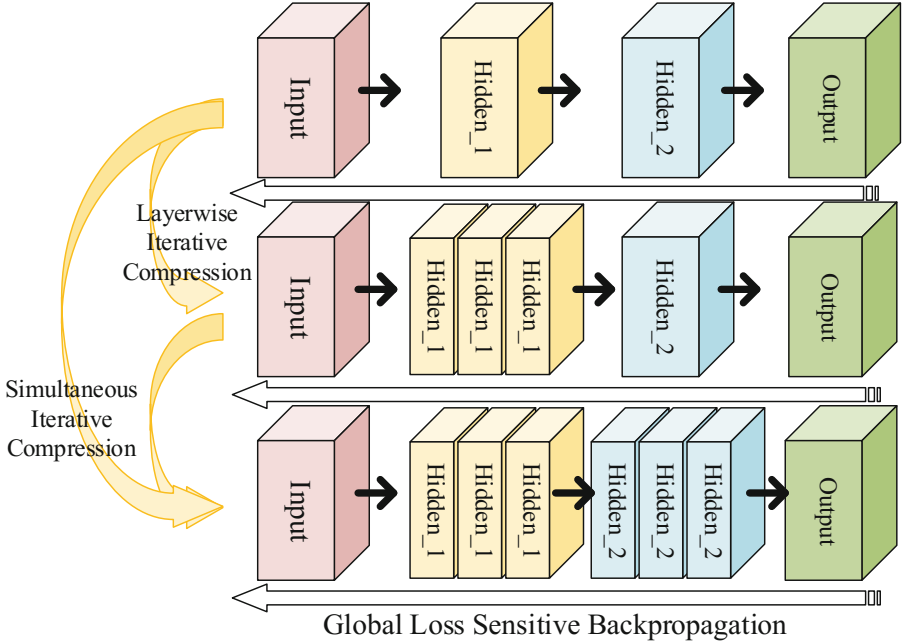 Input
Hidden_1
Hidden_2
Output
Layerwise
Iterative
Compression
Input
Hidden_1
Hidden_1
Hidden_1
Hidden_2
Output
Simultaneous
Iterative
Compression
Input
Hidden_1
Hidden_1
Hidden_1
Hidden_2
Hidden_2
Hidden_2
Output
Global Loss Sensitive Backpropagation